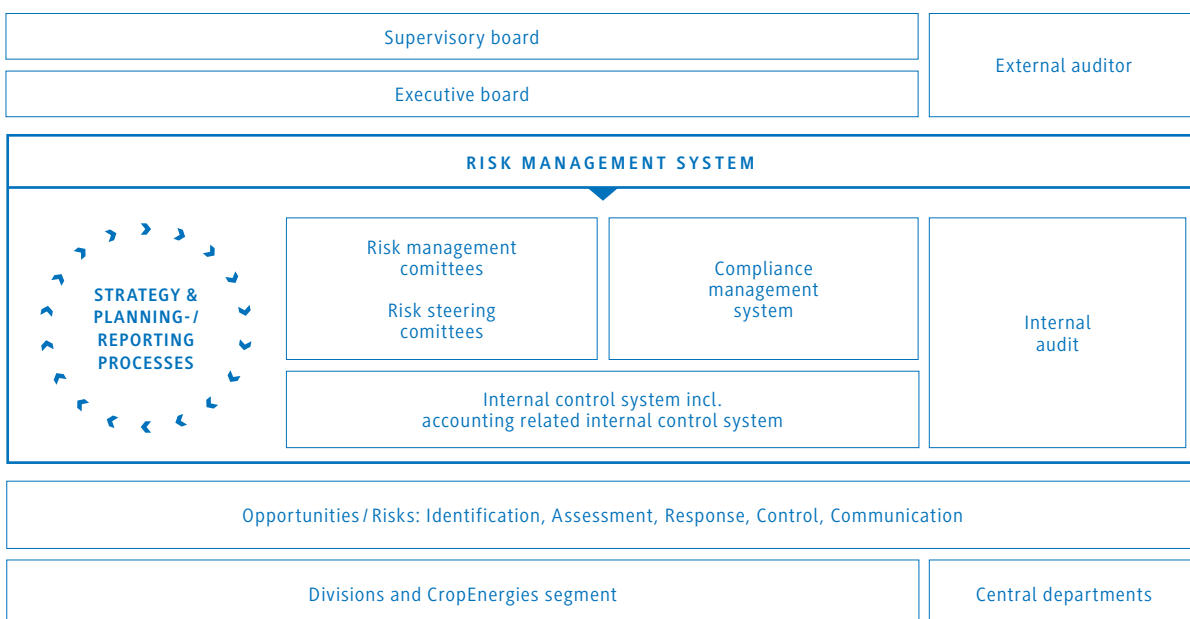 Supervisory board
External auditor
Executive board
RISK MANAGEMENT SYSTEM
STRATEGY &
PLANNING-/
REPORTING
PROCESSES
Risk management
comittees
Risk steering
comittees
Compliance
management
system
Internal
audit
Internal control system incl.
accounting related internal control system
Opportunities/Risks: Identification, Assessment, Response, Control, Communication
Divisions and CropEnergies segment
Central departments